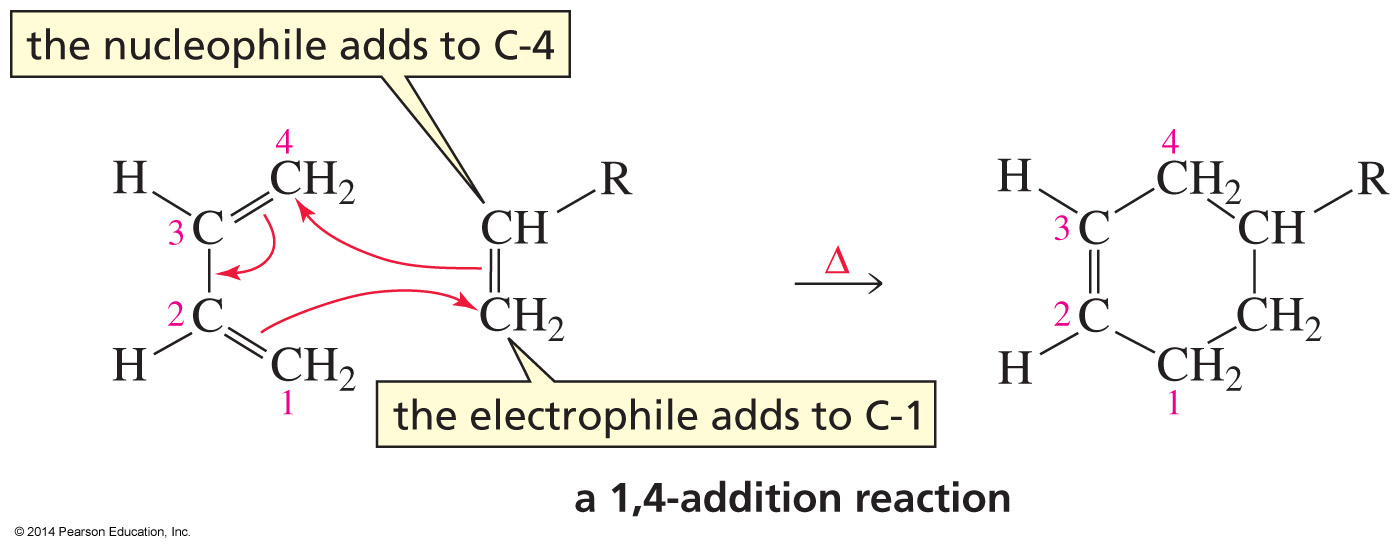 the nucleophile adds to C-4
4 4
H CH₂ R H CH₂ R
3 C CH 3 C CH
Δ
2 C CH₂ 2 C CH₂
H CH₂ H CH₂
1 1
the electrophile adds to C-1
a 1,4-addition reaction
© 2014 Pearson Education, Inc.